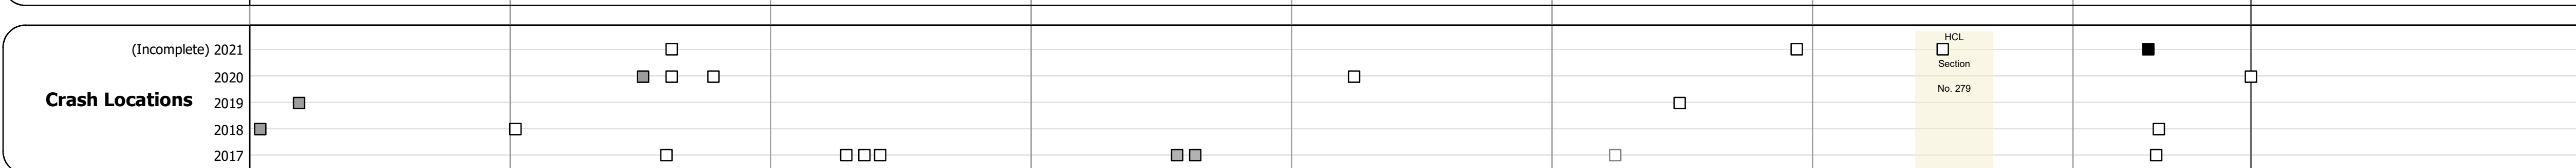 (Incomplete) 2021
HCL
2020
Section
Crash Locations
2019
No. 279
2018
2017